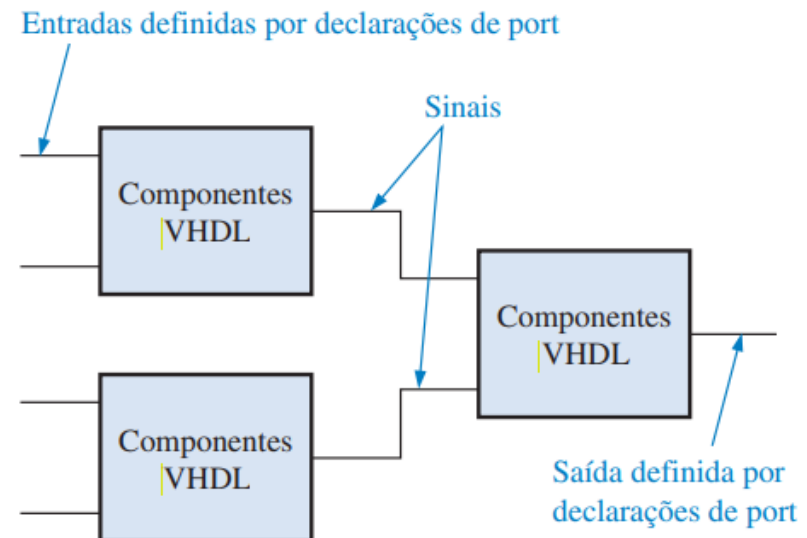 Entradas definidas por declarações de port
Sinais
Componentes
VHDL
Componentes
VHDL
Componentes
VHDL
Saída definida por
declarações de port